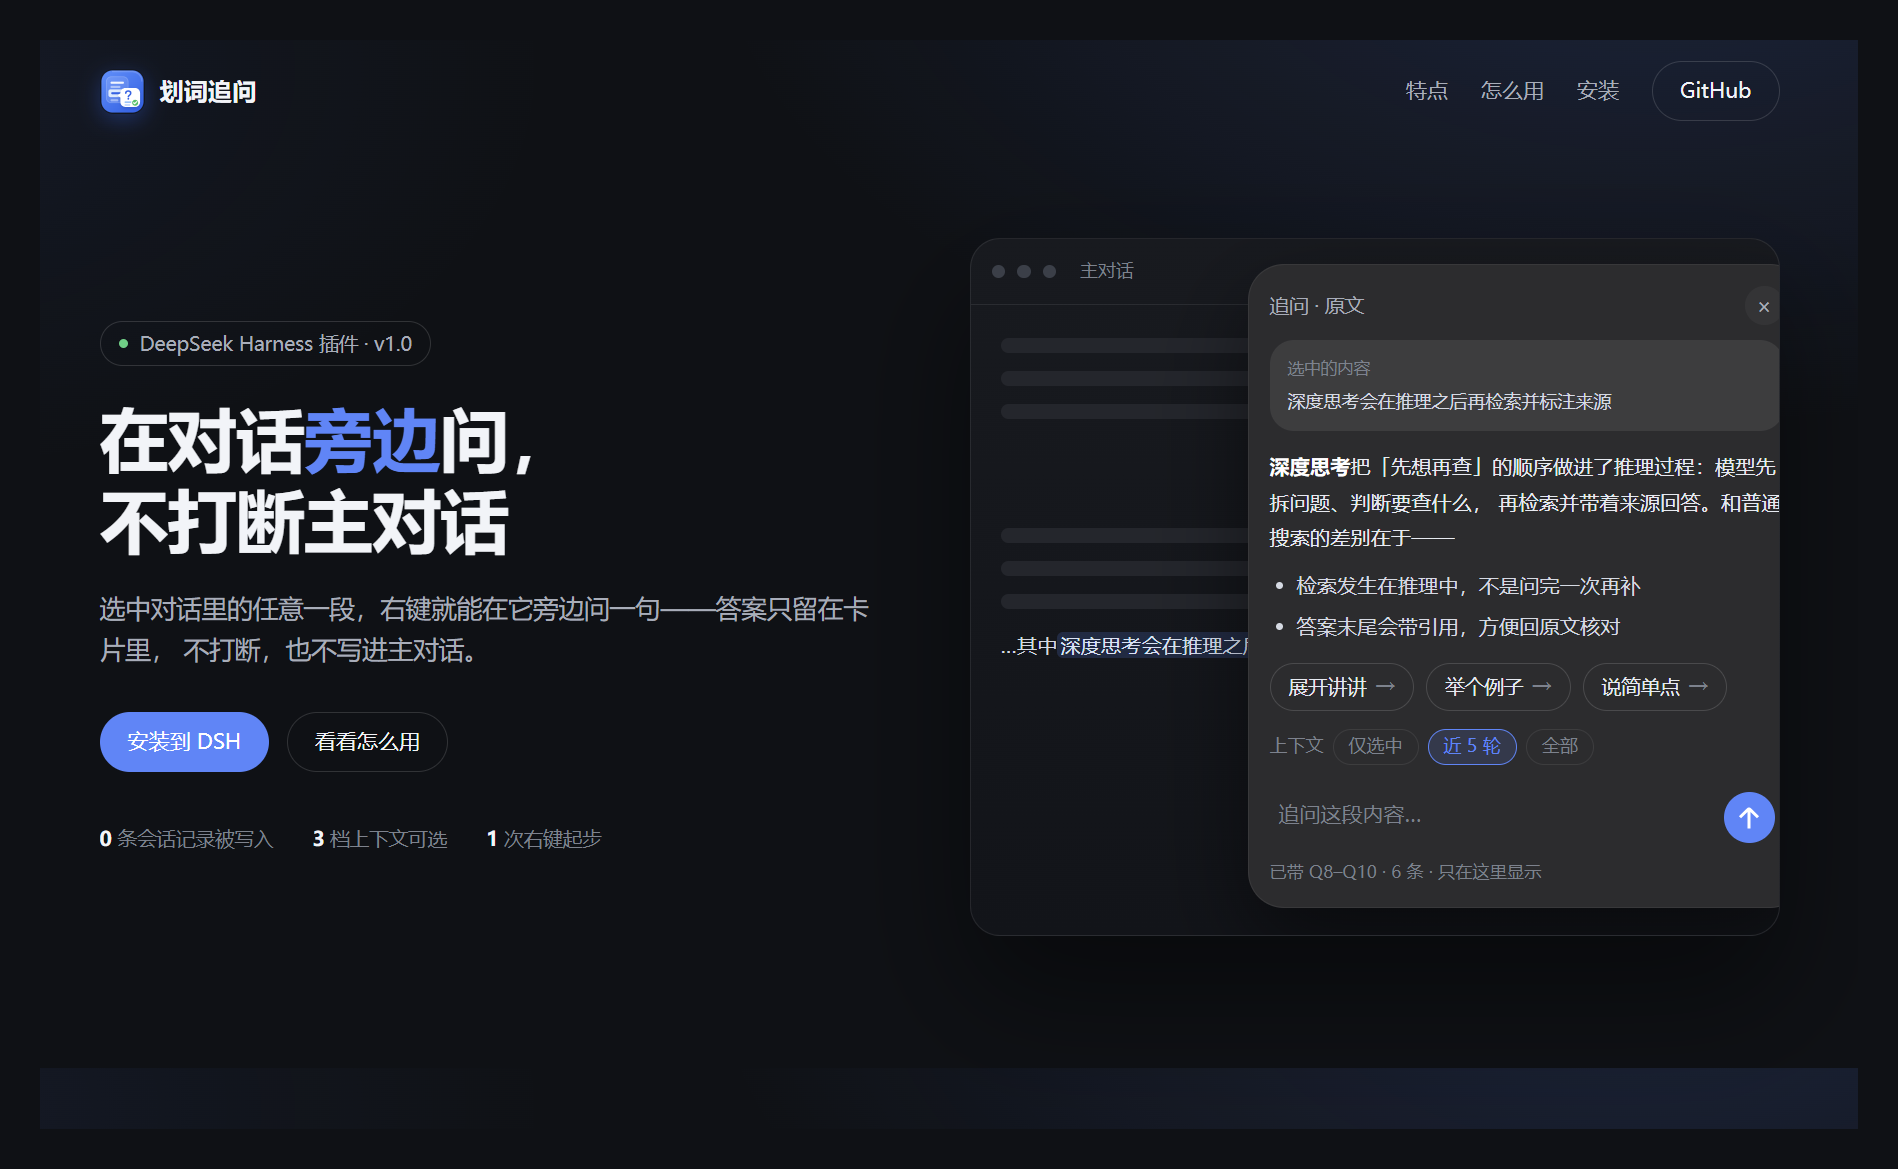 划词追问
特点
怎么用
安装
GitHub
DeepSeek Harness 插件 · v1.0
在对话旁边问，
不打断主对话
选中对话里的任意一段，右键就能在它旁边问一句——答案只留在卡
片里， 不打断，也不写进主对话。
安装到 DSH
看看怎么用
0 条会话记录被写入
3 档上下文可选
1 次右键起步
主对话
...其中深度思考会在推理之
追问 · 原文
×
选中的内容
深度思考会在推理之后再检索并标注来源
深度思考把「先想再查」的顺序做进了推理过程：模型先
拆问题、判断要查什么， 再检索并带着来源回答。和普通
搜索的差别在于——
• 检索发生在推理中，不是问完一次再补
• 答案末尾会带引用，方便回原文核对
展开讲讲 →
举个例子 →
说简单点 →
上下文
仅选中
近 5 轮
全部
追问这段内容...
已带 Q8–Q10 · 6 条 · 只在这里显示